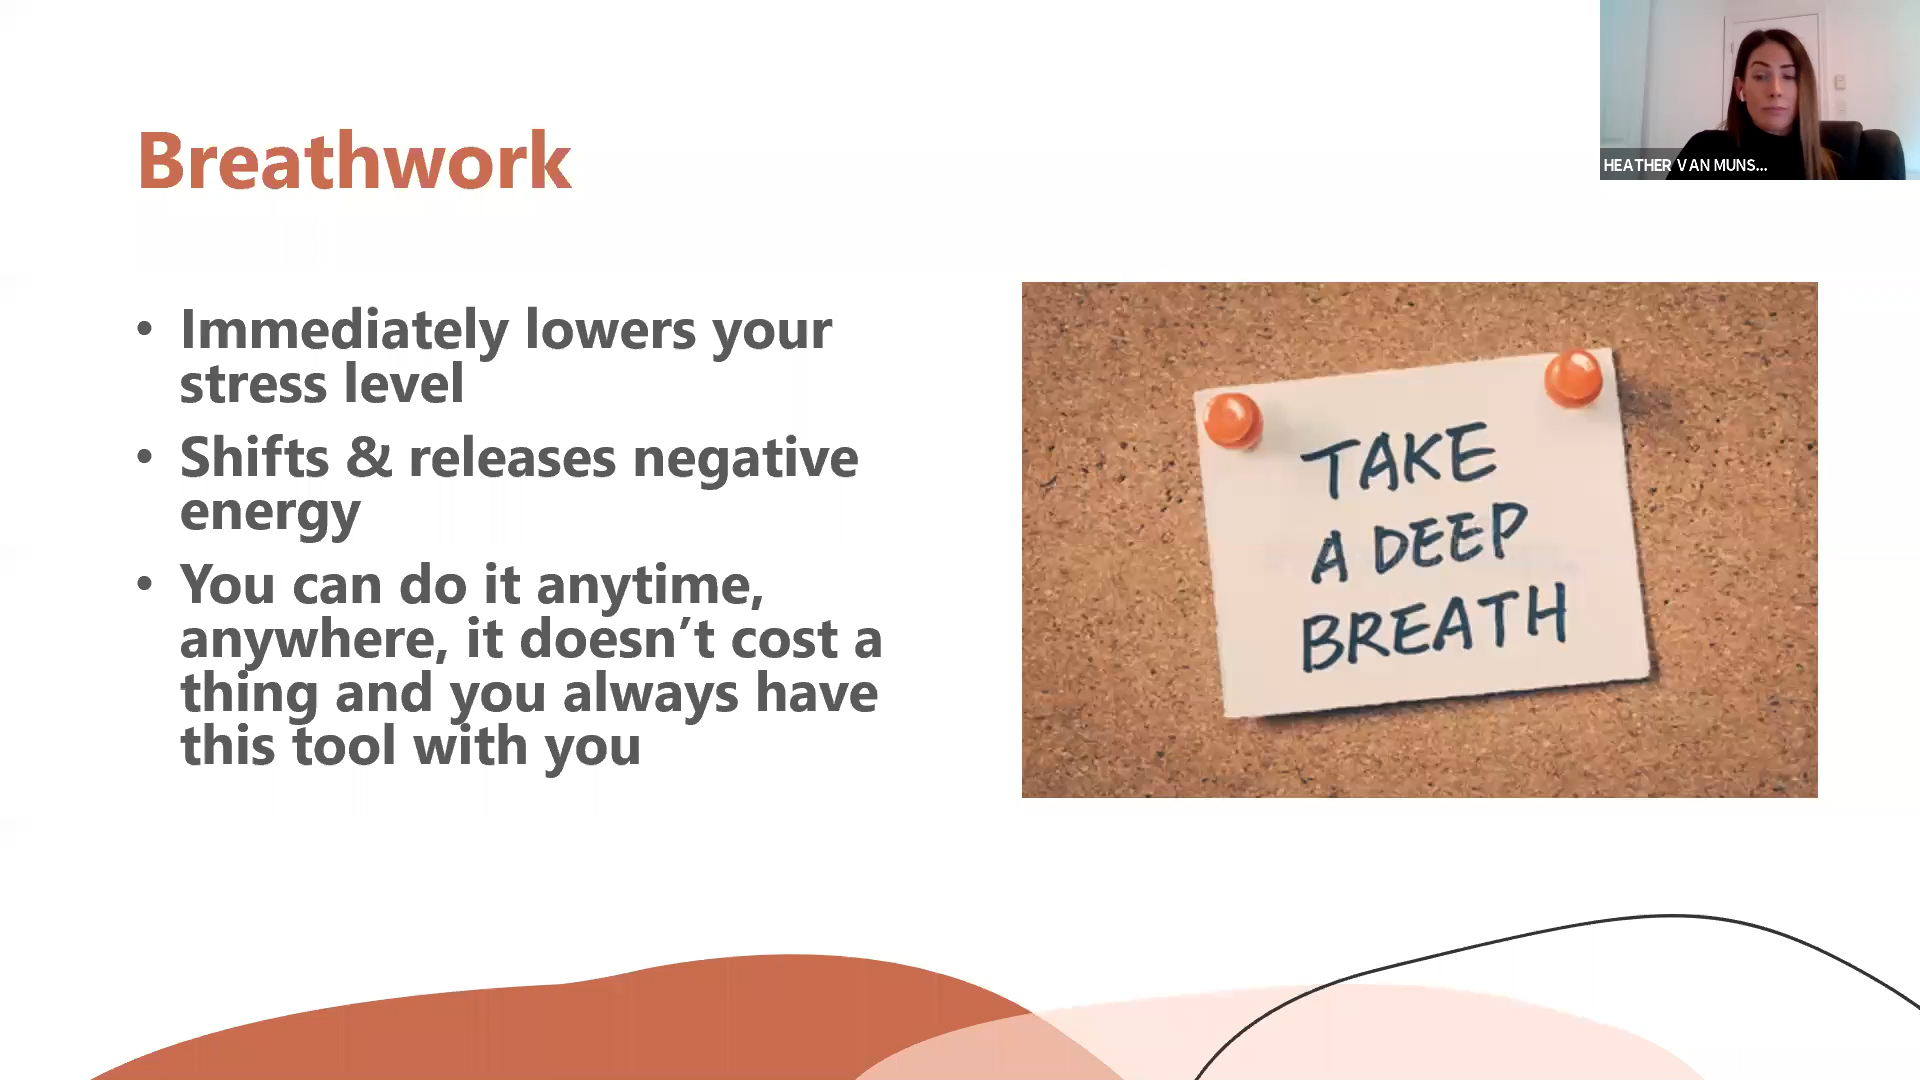 Breathwork
• Immediately lowers your
stress level
• Shifts & releases negative
energy
• You can do it anytime,
anywhere, it doesn’t cost a
thing and you always have
this tool with you
TAKE
A DEEP
BREATH
HEATHER VAN MUNS...